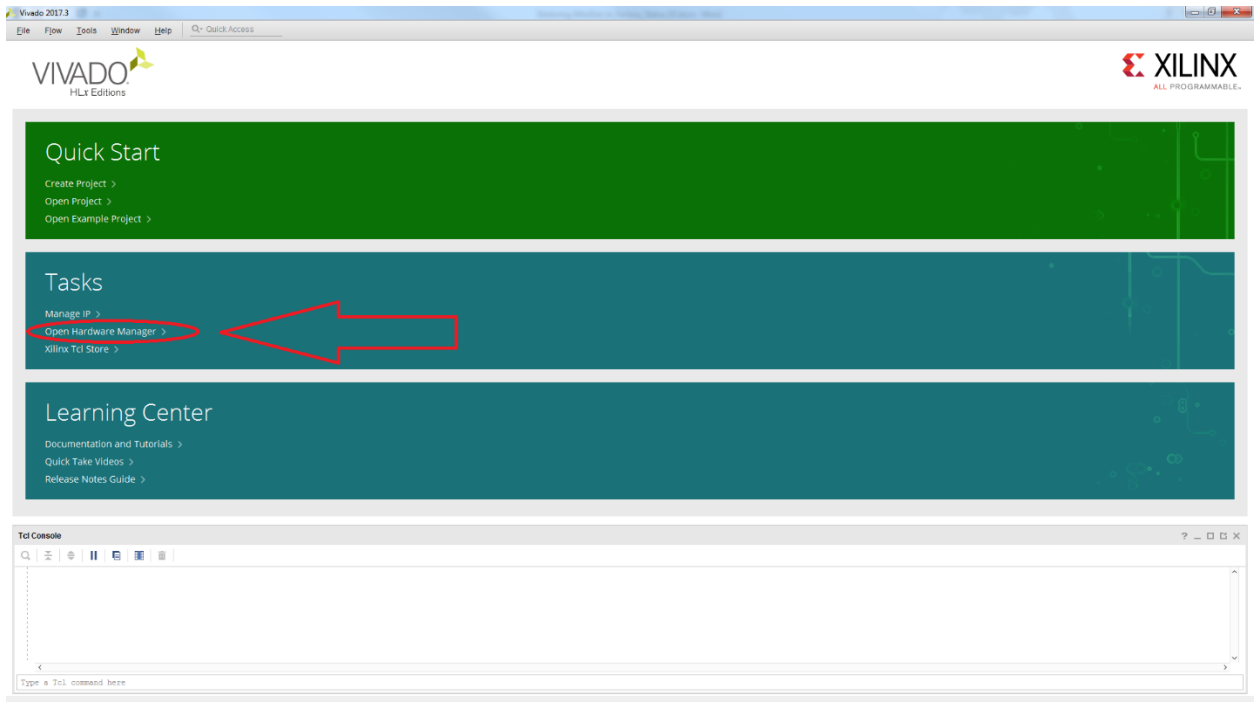 Vivado 2017.3
File Flow Tools Window Help Quick Access
VIVADO
HLx Editions
XILINX
ALL PROGRAMMABLE
Quick Start
Create Project >
Open Project >
Open Example Project >
Tasks
Manage IP >
Open Hardware Manager >
Xilinx Tcl Store >
Learning Center
Documentation and Tutorials >
Quick Take Videos >
Release Notes Guide >
Tcl Console
Type a Tcl command here